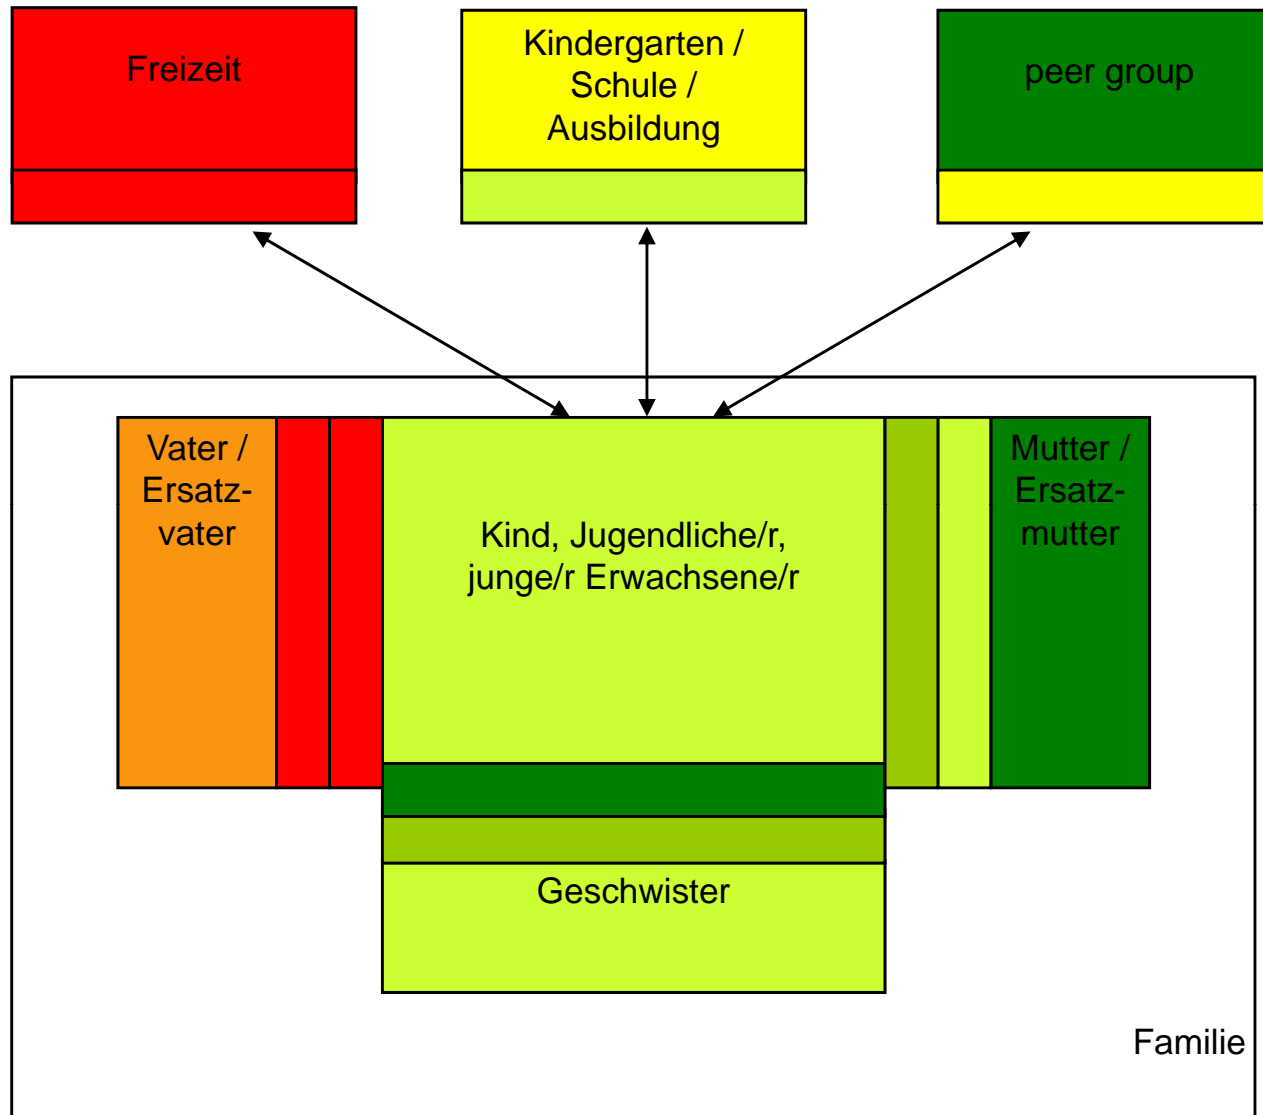 Freizeit
Kindergarten /
Schule /
Ausbildung
peer group
Vater /
Ersatz-
vater
Kind, Jugendliche/r,
junge/r Erwachsene/r
Mutter /
Ersatz-
mutter
Geschwister
Familie